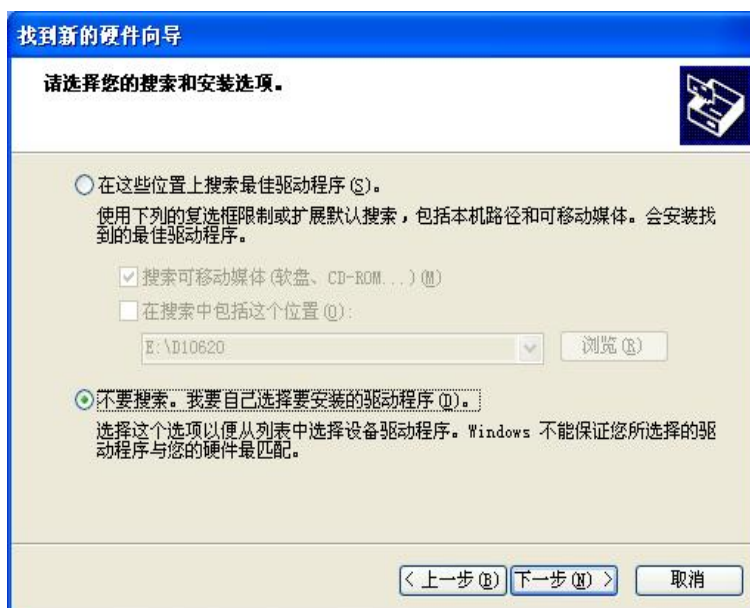 找到新的硬件向导
请选择您的搜索和安装选项。
在这些位置上搜索最佳驱动程序(S)。
使用下列的复选框限制或扩展默认搜索，包括本机路径和可移动媒体。会安装找
到的最佳驱动程序。
搜索可移动媒体(软盘、CD-ROM...)(M)
在搜索中包括这个位置(O):
E:\D10620
浏览(R)
不要搜索。我要自己选择要安装的驱动程序(D)。
选择这个选项以便从列表中选择设备驱动程序。Windows 不能保证您所选择的驱
动程序与您的硬件最匹配。
< 上一步(B) 下一步(N) > 取消